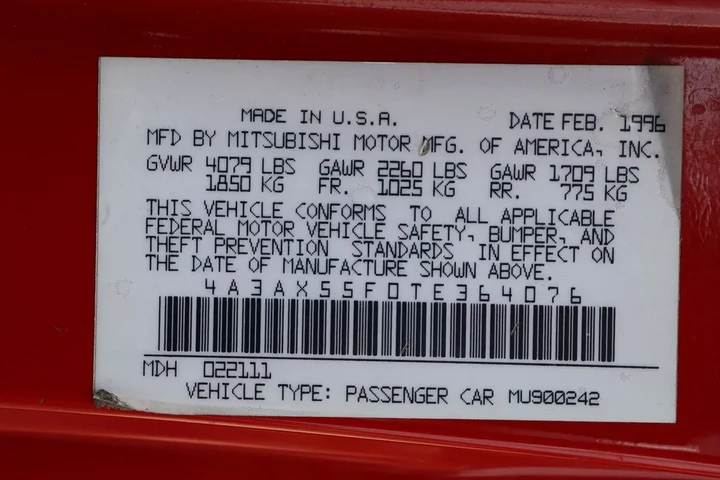 MADE IN U.S.A. DATE FEB. 1996
MFD BY MITSUBISHI MOTOR MFG. OF AMERICA, INC.
GVWR 4079 LBS GAWR 2260 LBS GAWR 1709 LBS
1850 KG FR. 1025 KG RR. 775 KG
THIS VEHICLE CONFORMS TO ALL APPLICABLE
FEDERAL MOTOR VEHICLE SAFETY, BUMPER, AND
THEFT PREVENTION STANDARDS IN EFFECT ON
THE DATE OF MANUFACTURE SHOWN ABOVE.
4A3AX55F0TE364076
MDH 022111
VEHICLE TYPE: PASSENGER CAR MU900242